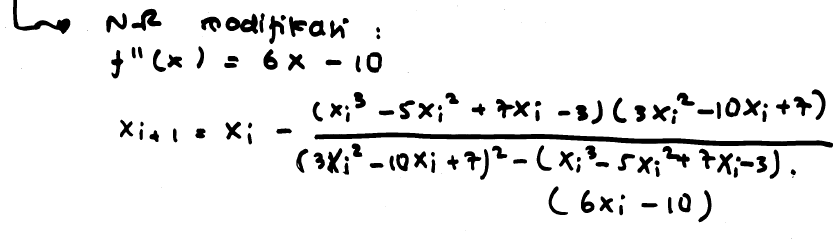 ↳ N-R modifikasi :
f''(x) = 6x - 10
x_{i+1} = x_i - \frac{(x_i^3 - 5x_i^2 + 7x_i - 3)(3x_i^2 - 10x_i + 7)}{(3x_i^2 - 10x_i + 7)^2 - (x_i^3 - 5x_i^2 + 7x_i - 3) . (6x_i - 10)}